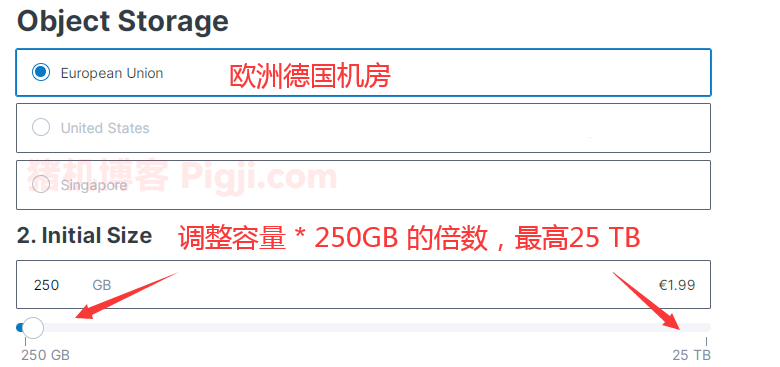 Object Storage
European Union
欧洲德国机房
United States
猪机博客 Pigji.com
Singapore
2. Initial Size
调整容量 * 250GB 的倍数，最高25 TB
250 GB €1.99
250 GB 25 TB